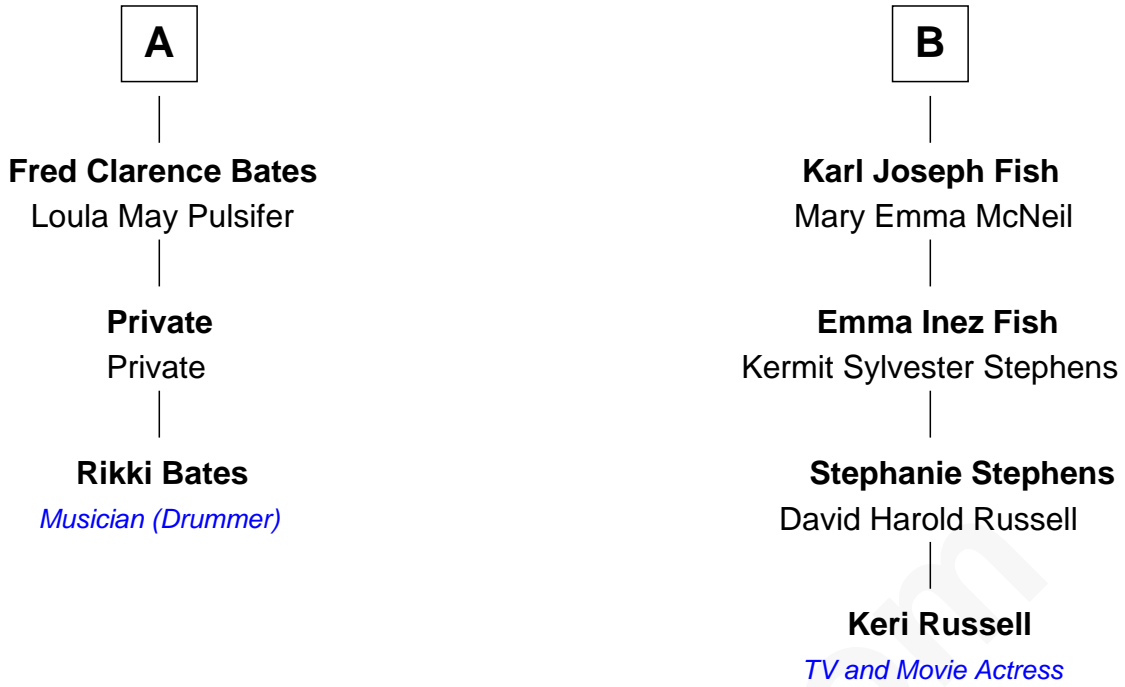 A
Fred Clarence Bates
Loula May Pulsifer
Private
Private
Rikki Bates
Musician (Drummer)
B
Karl Joseph Fish
Mary Emma McNeil
Emma Inez Fish
Kermit Sylvester Stephens
Stephanie Stephens
David Harold Russell
Keri Russell
TV and Movie Actress